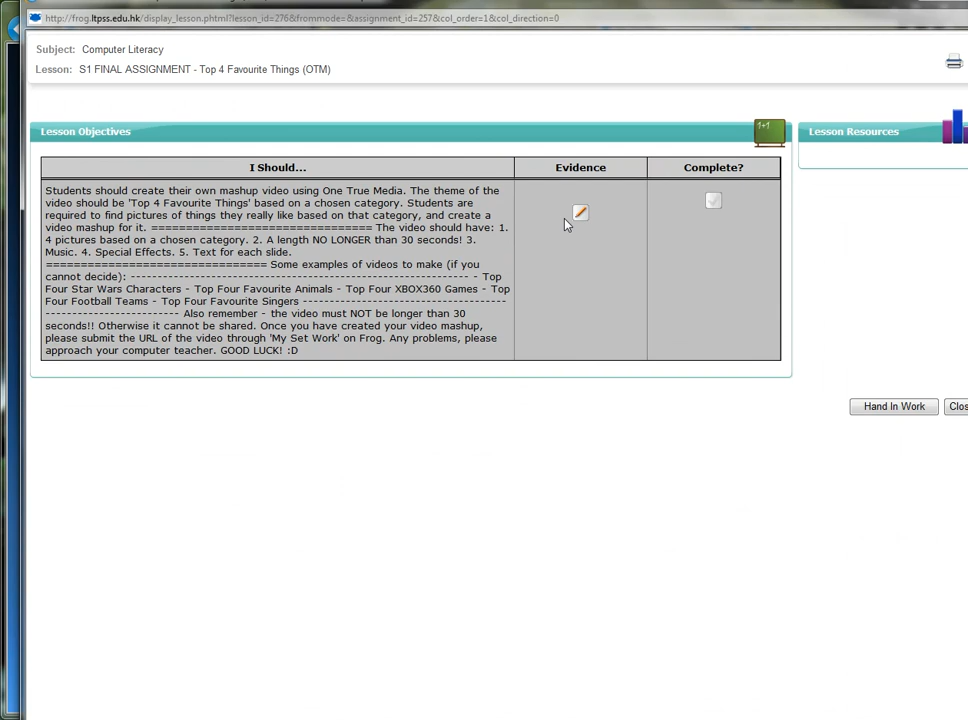 http://frog.ltpss.edu.hk/display_lesson.phtml?lesson_id=276&frommode=&assignment_id=257&col_order=1&col_direction=0
Subject: Computer Literacy
Lesson: S1 FINAL ASSIGNMENT - Top 4 Favourite Things (OTM)
Lesson Objectives
1+1
Lesson Resources
I Should... Evidence Complete?
Students should create their own mashup video using One True Media. The theme of the
video should be 'Top 4 Favourite Things' based on a chosen category. Students are
required to find pictures of things they really like based on that category, and create a
mashup for it. ================================ The video should have: 1.
4 pictures based on a chosen category. 2. A length NO LONGER than 30 seconds! 3.
Music. 4. Special Effects. 5. Text for each slide.
================================ Some examples of videos to make (if you
cannot decide): ------------------------------------------------- - Top
Four Star Wars Characters - Top Four Favourite Animals - Top Four XBOX360 Games - Top
Four Football Teams - Top Four Favourite Singers -----------------------------------
----------------------- Also remember - the video must NOT be longer than 30
seconds!! Otherwise it cannot be shared. Once you have created your video mashup,
please submit the URL of the video through 'My Set Work' on Frog. Any problems, please
approach your computer teacher. GOOD LUCK! :D
Hand In Work
Clos